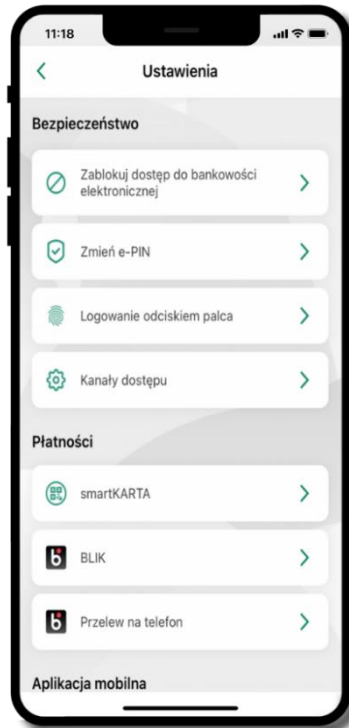 11:18
Ustawienia
Bezpieczeństwo
Zablokuj dostęp do bankowości
elektronicznej
Zmień e-PIN
Logowanie odciskiem palca
Kanały dostępu
Płatności
smartKARTA
BLIK
Przelew na telefon
Aplikacja mobilna